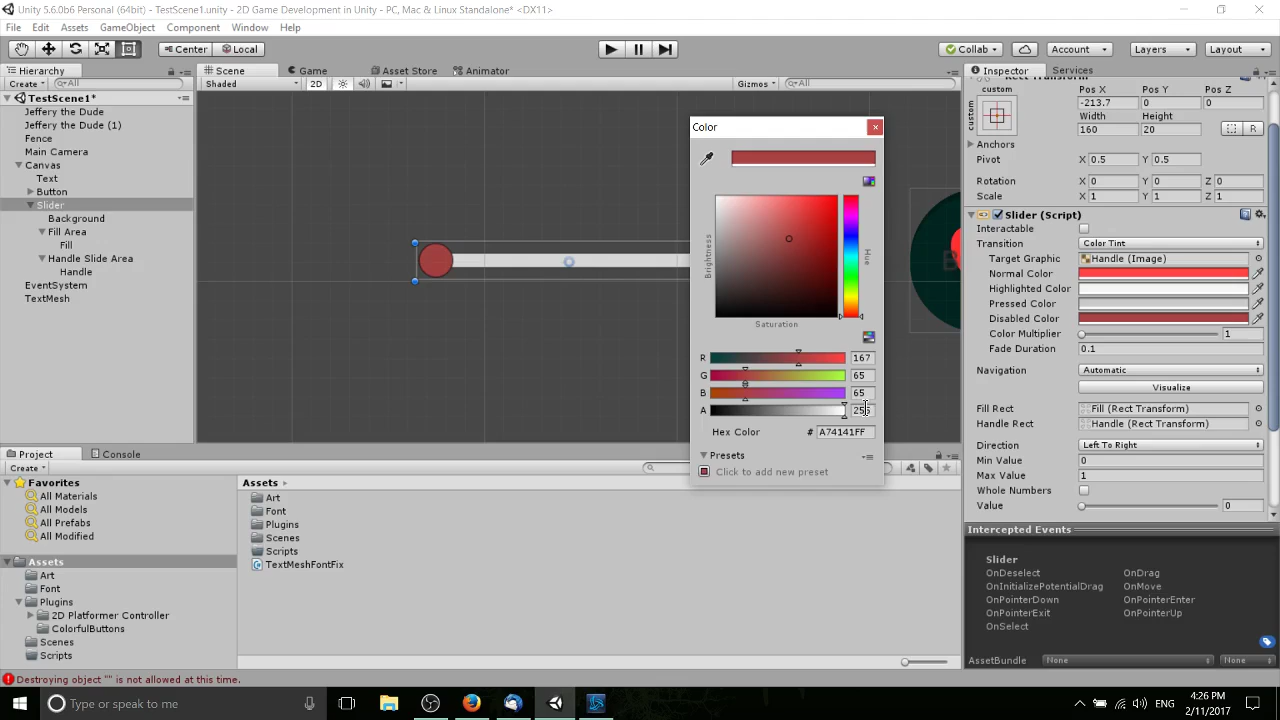 Unity 5.6.0b6 Personal (64bit) - TestScene1.unity - 2D Game Development in Unity - PC, Mac & Linux Standalone* <DX11>
File Edit Assets GameObject Component Window Help
Center Local Collab Account Layers Layout
Hierarchy
Create All
TestScene1*
Jeffery the Dude
Jeffery the Dude (1)
Fence
Main Camera
Canvas
Text
Button
Slider
Background
Fill Area
Fill
Handle Slide Area
Handle
EventSystem
TextMesh
Scene Game Asset Store Animator
Shaded 2D Gizmos All
Color
Brightness
Hue
Saturation
R 167
G 65
B 65
A 255
Hex Color # A74141FF
Presets
Click to add new preset
Inspector Services
Rect Transform
custom Pos X Pos Y Pos Z
custom -213.7 0 0
Width Height
160 20 R
Anchors
Pivot X 0.5 Y 0.5
Rotation X 0 Y 0 Z 0
Scale X 1 Y 1 Z 1
Slider (Script)
Interactable
Transition Color Tint
Target Graphic Handle (Image)
Normal Color
Highlighted Color
Pressed Color
Disabled Color
Color Multiplier 1
Fade Duration 0.1
Navigation Automatic
Visualize
Fill Rect Fill (Rect Transform)
Handle Rect Handle (Rect Transform)
Direction Left To Right
Min Value 0
Max Value 1
Whole Numbers
Value 0
Intercepted Events
Slider
OnDeselect OnDrag
OnInitializePotentialDrag OnMove
OnPointerDown OnPointerEnter
OnPointerExit OnPointerUp
OnSelect
AssetBundle None None
Project Console
Create
Favorites
All Materials
All Models
All Prefabs
All Modified
Assets
Art
Font
Plugins
2D Platformer Controller
ColorfulButtons
Scenes
Scripts
Assets
Art
Font
Plugins
Scenes
Scripts
TextMeshFontFix
Destroying object "" is not allowed at this time.
Type or speak to me
4:26 PM
2/11/2017